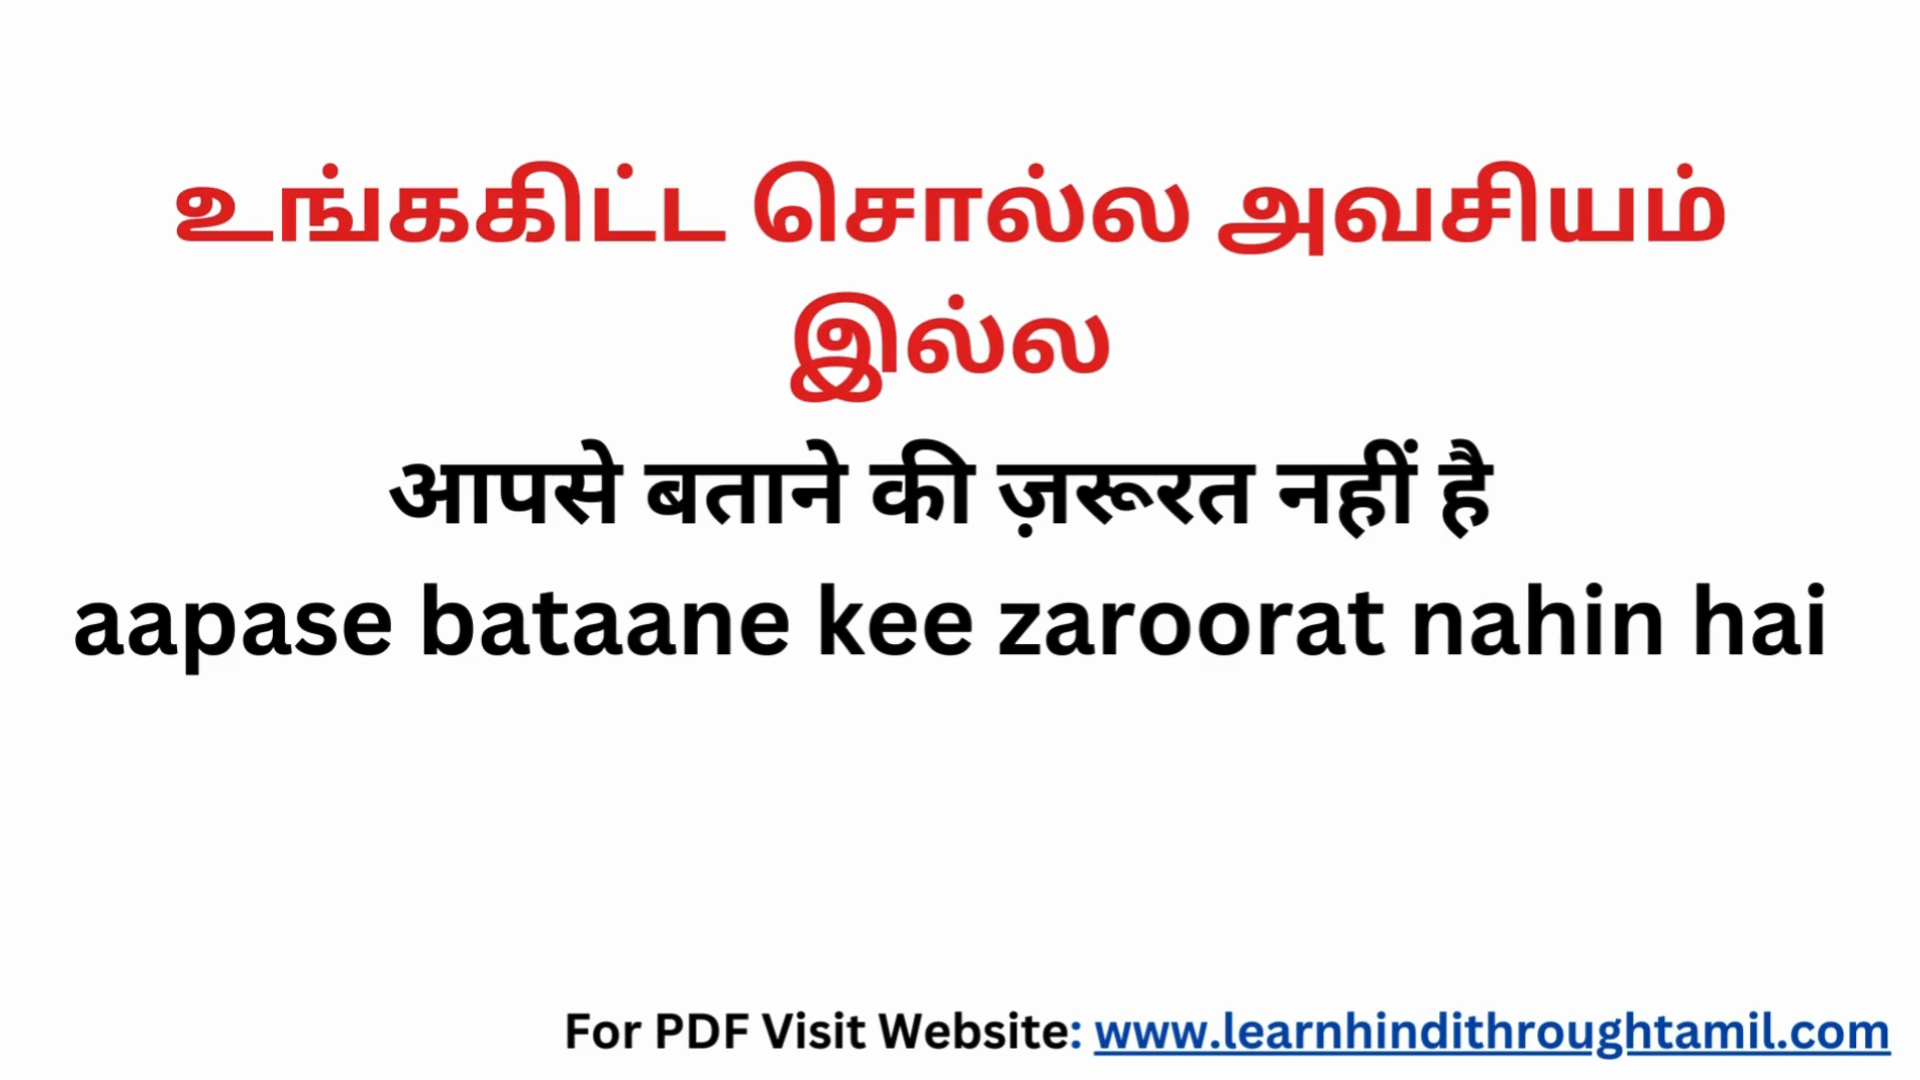 உங்ககிட்ட சொல்ல அவசியம்
இல்ல
आपसे बताने की ज़रूरत नहीं है
aapase bataane kee zaroorat nahin hai
For PDF Visit Website: www.learnhindithroughtamil.com